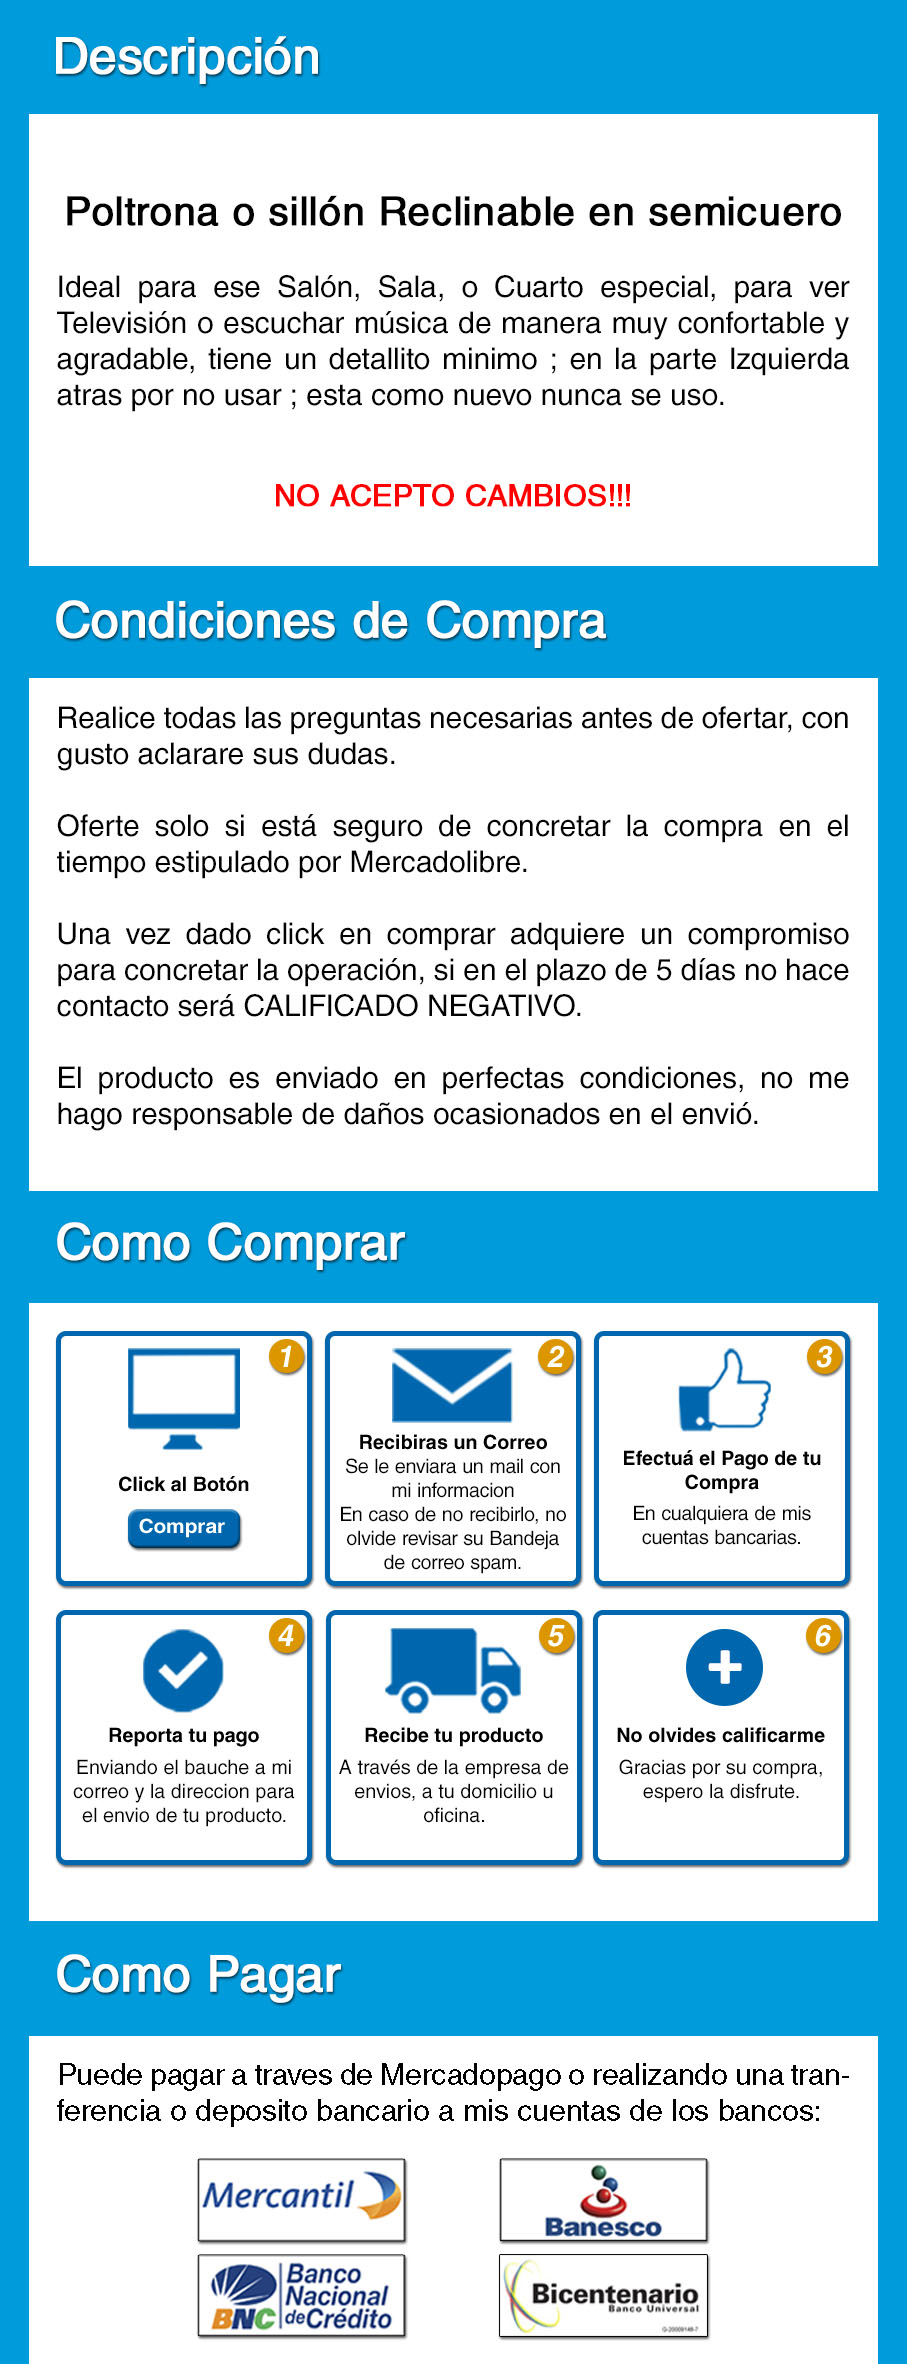 Descripción
Poltrona o sillón Reclinable en semicuero
Ideal para ese Salón, Sala, o Cuarto especial, para ver
Televisión o escuchar música de manera muy confortable y
agradable, tiene un detallito minimo ; en la parte Izquierda
atras por no usar ; esta como nuevo nunca se uso.
NO ACEPTO CAMBIOS!!!
Condiciones de Compra
Realice todas las preguntas necesarias antes de ofertar, con
gusto aclarare sus dudas.
Oferte solo si está seguro de concretar la compra en el
tiempo estipulado por Mercadolibre.
Una vez dado click en comprar adquiere un compromiso
para concretar la operación, si en el plazo de 5 días no hace
contacto será CALIFICADO NEGATIVO.
El producto es enviado en perfectas condiciones, no me
hago responsable de daños ocasionados en el envió.
Como Comprar
1
Click al Botón
Comprar
2
Recibiras un Correo
Se le enviara un mail con
mi informacion
En caso de no recibirlo, no
olvide revisar su Bandeja
de correo spam.
3
Efectuá el Pago de tu
Compra
En cualquiera de mis
cuentas bancarias.
4
Reporta tu pago
Enviando el bauche a mi
correo y la direccion para
el envio de tu producto.
5
Recibe tu producto
A través de la empresa de
envios, a tu domicilio u
oficina.
6
No olvides calificarme
Gracias por su compra,
espero la disfrute.
Como Pagar
Puede pagar a traves de Mercadopago o realizando una tran-
ferencia o deposito bancario a mis cuentas de los bancos:
Mercantil
Banesco
BNC
Banco
Nacional
de Crédito
Bicentenario
Banco Universal
G-20009148-7